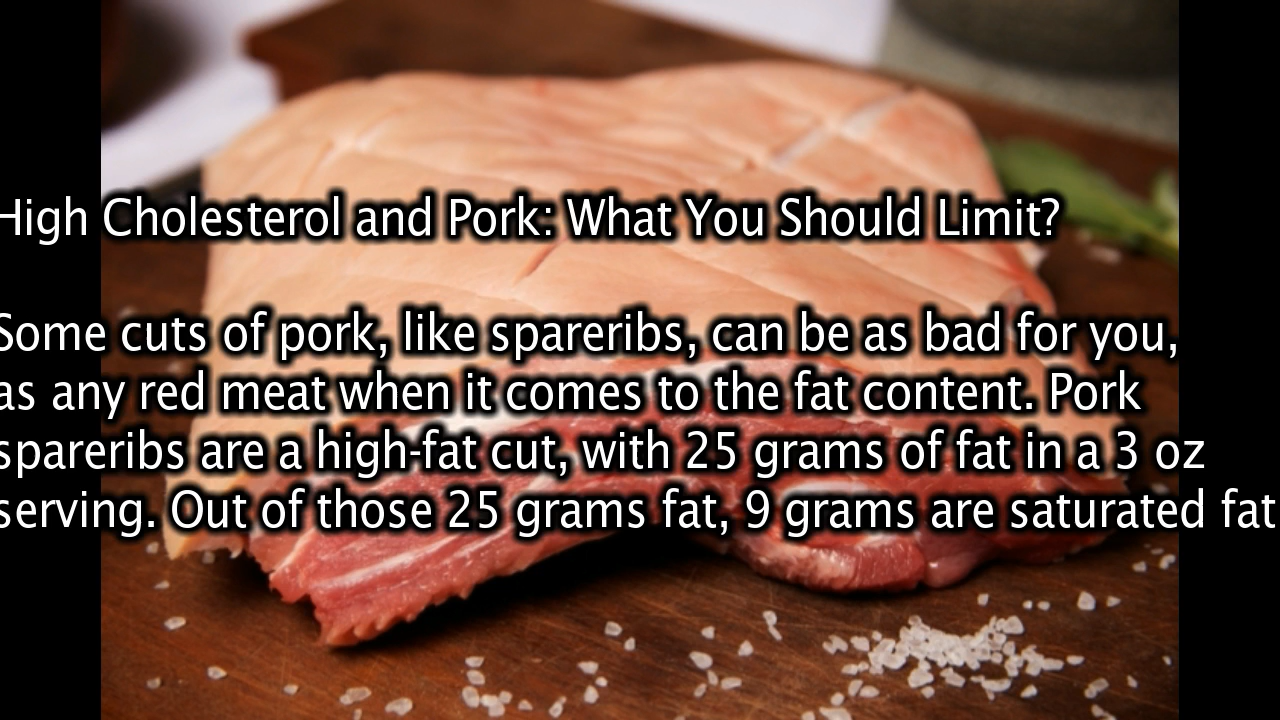 High Cholesterol and Pork: What You Should Limit?
Some cuts of pork, like spareribs, can be as bad for you,
as any red meat when it comes to the fat content. Pork
spareribs are a high-fat cut, with 25 grams of fat in a 3 oz
serving. Out of those 25 grams fat, 9 grams are saturated fat